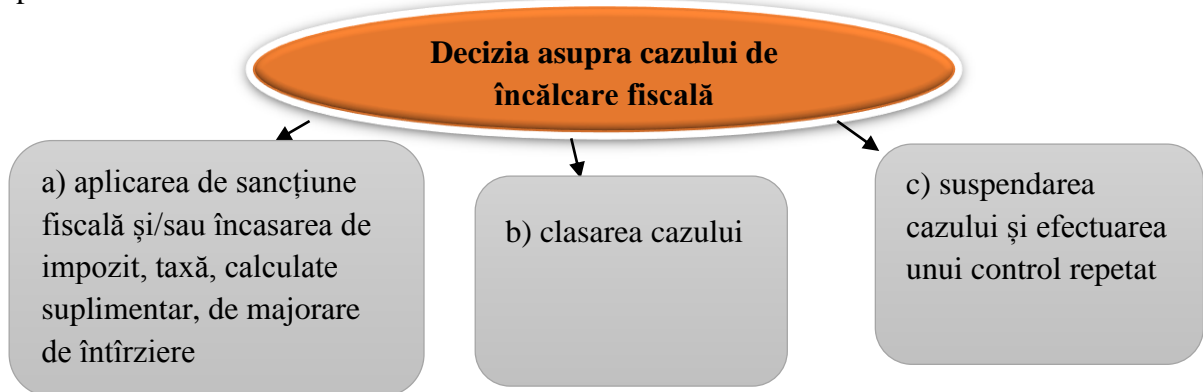 Decizia asupra cazului de
încălcare fiscală
a) aplicarea de sancțiune
fiscală și/sau încasarea de
impozit, taxă, calculate
suplimentar, de majorare
de întîrziere
b) clasarea cazului
c) suspendarea
cazului și efectuarea
unui control repetat